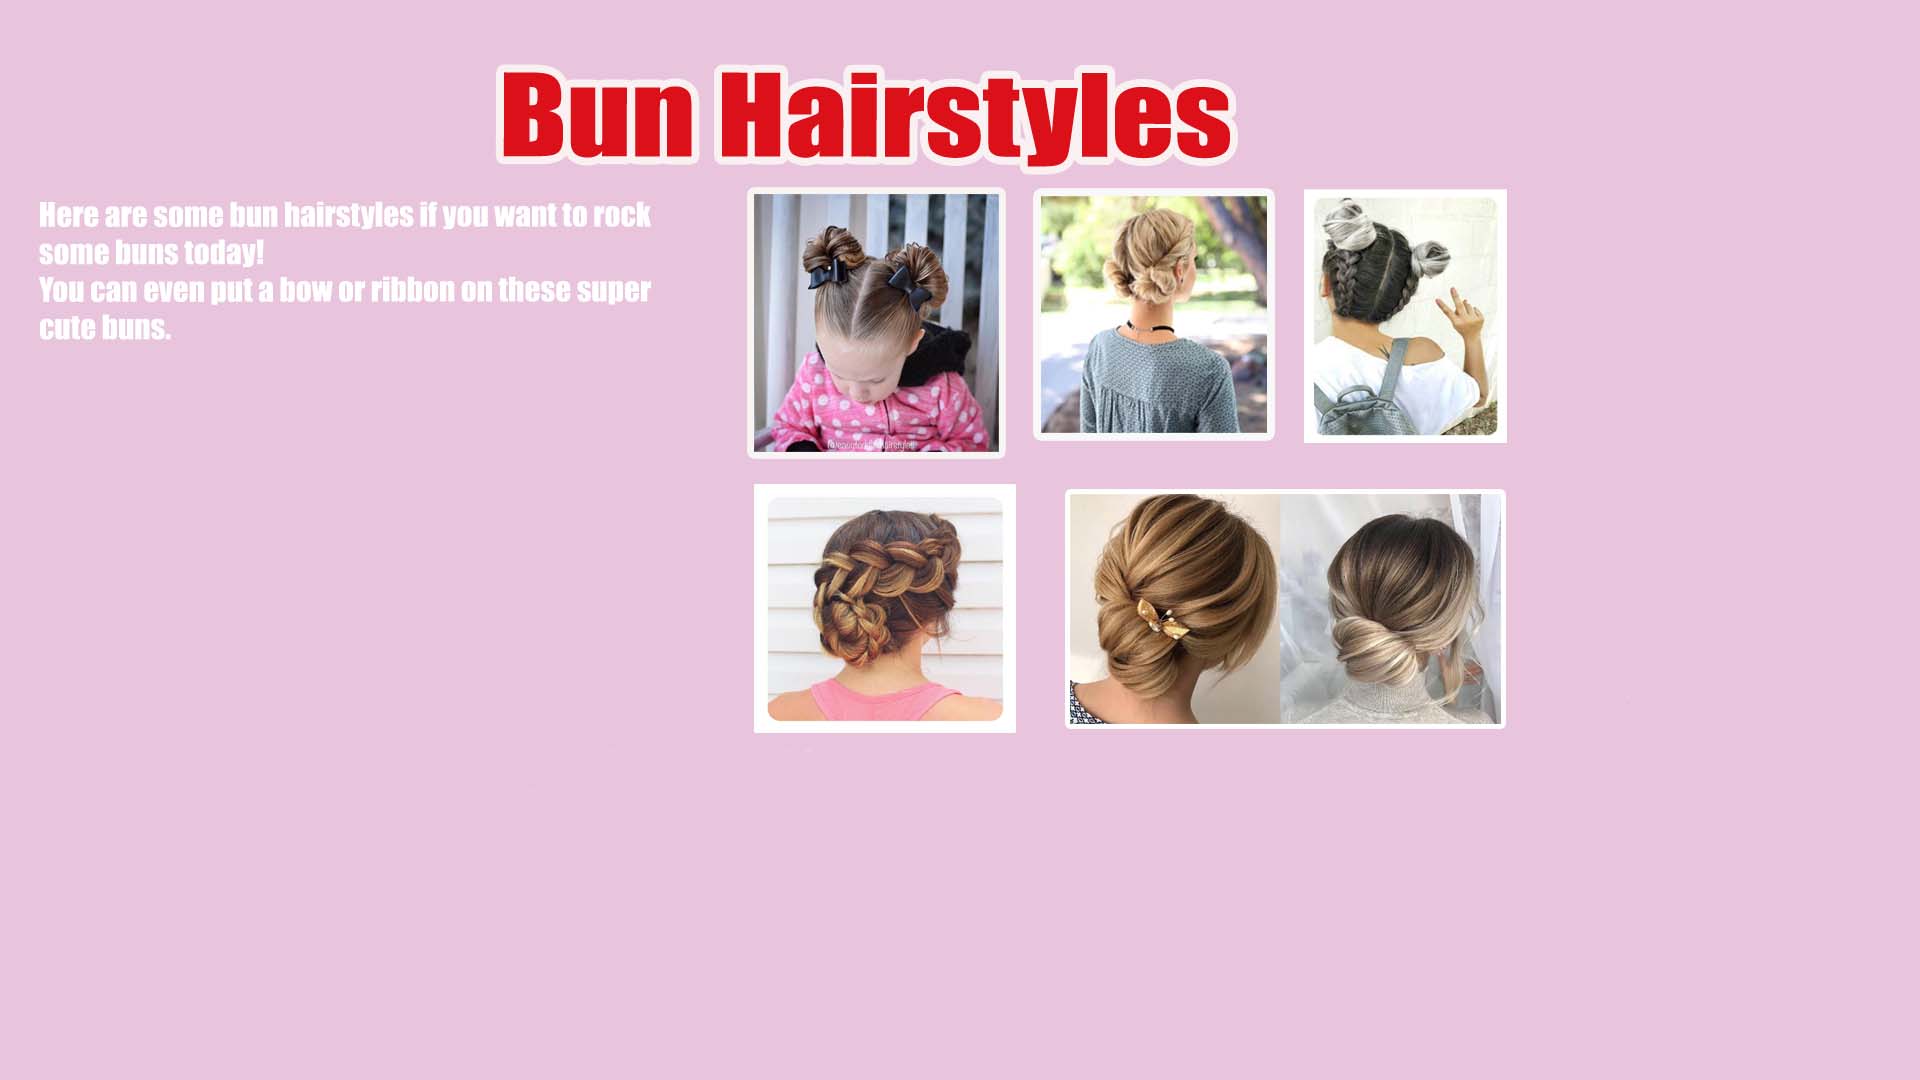 Bun Hairstyles
Here are some bun hairstyles if you want to rock
some buns today!
You can even put a bow or ribbon on these super
cute buns.